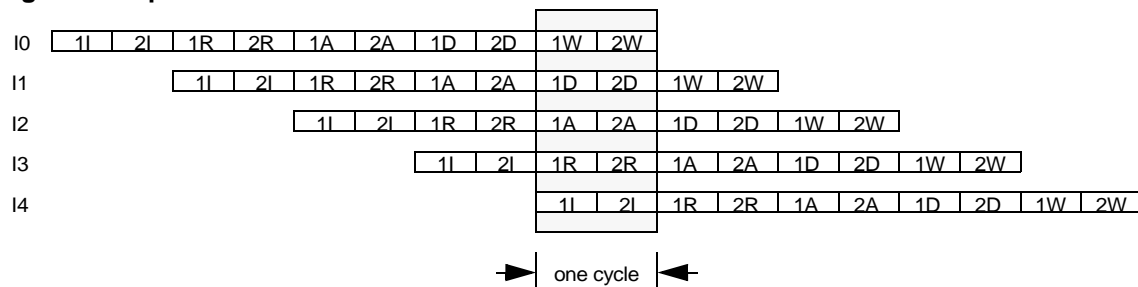 I0 1I 2I 1R 2R 1A 2A 1D 2D 1W 2W
I1 1I 2I 1R 2R 1A 2A 1D 2D 1W 2W
I2 1I 2I 1R 2R 1A 2A 1D 2D 1W 2W
I3 1I 2I 1R 2R 1A 2A 1D 2D 1W 2W
I4 1I 2I 1R 2R 1A 2A 1D 2D 1W 2W
one cycle